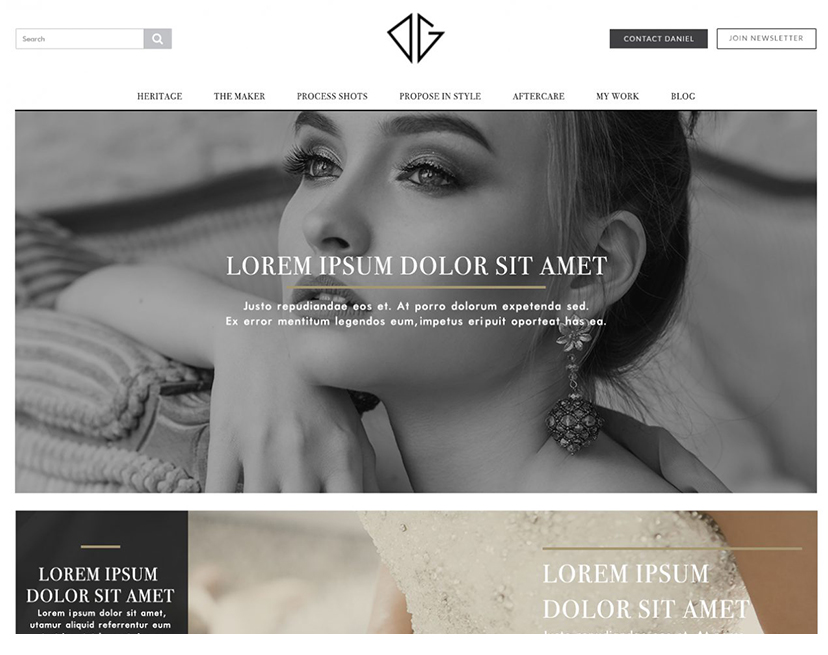 Search
DG
CONTACT DANIEL
JOIN NEWSLETTER
HERITAGE THE MAKER PROCESS SHOTS PROPOSE IN STYLE AFTERCARE MY WORK BLOG
LOREM IPSUM DOLOR SIT AMET
Justo repudiandae eos et. At porro dolorum expetenda sed.
Ex error mentitum legendos eum,impetus eripuit oporteat has ea.
LOREM IPSUM
DOLOR SIT AMET
Lorem ipsum dolor sit amet,
utamur aliquid referrentur eum
LOREM IPSUM
DOLOR SIT AMET